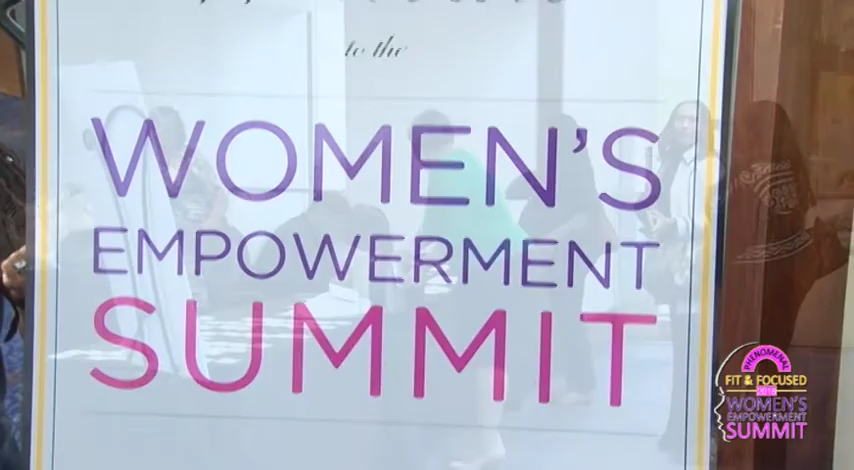 to the
WOMEN'S
EMPOWERMENT
SUMMIT
PHENOMENAL
FIT & FOCUSED
WOMEN'S
EMPOWERMENT
SUMMIT